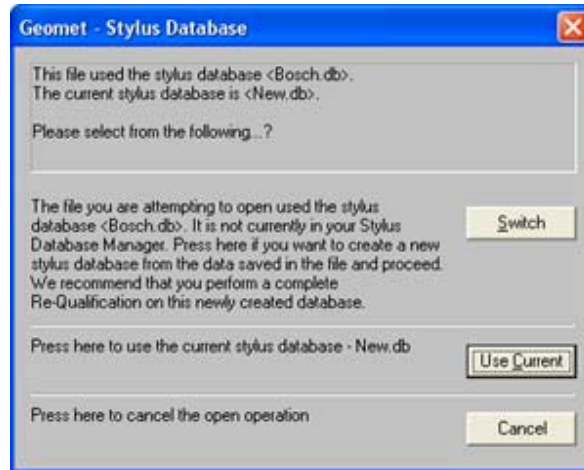 Geomet - Stylus Database
This file used the stylus database <Bosch.db>.
The current stylus database is <New.db>.
Please select from the following...?
The file you are attempting to open used the stylus
database <Bosch.db>. It is not currently in your Stylus
Database Manager. Press here if you want to create a new
stylus database from the data saved in the file and proceed.
We recommend that you perform a complete
Re-Qualification on this newly created database.
Switch
Press here to use the current stylus database - New.db
Use Current
Press here to cancel the open operation
Cancel